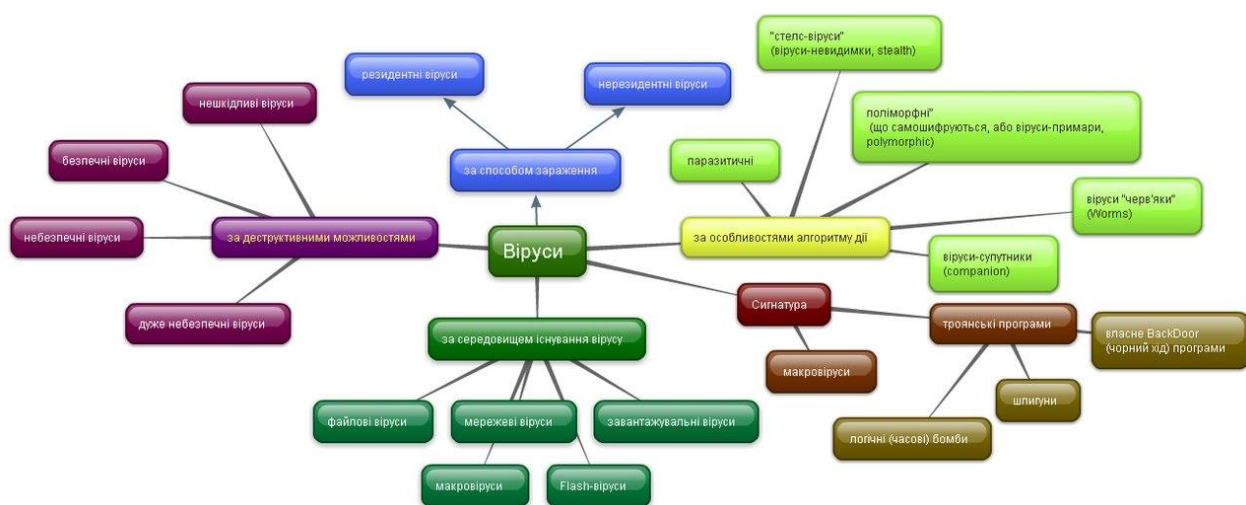 "стелс-віруси"
(віруси-невидимки, stealth)
резидентні віруси
нерезидентні віруси
нешкідливі віруси
поліморфні"
(що самошифруються, або віруси-примари,
polymorphic)
безпечні віруси
за способом зараження
паразитичні
віруси "черв'яки"
(Worms)
небезпечні віруси
за деструктивними можливостями
Віруси
за особливостями алгоритму дії
віруси-супутники
(companion)
дуже небезпечні віруси
Сигнатура
за середовищем існування вірусу
троянські програми
власне BackDoor
(чорний хід) програми
макровіруси
шпигуни
файлові віруси
мережеві віруси
завантажувальні віруси
логічні (часові) бомби
макровіруси
Flash-віруси